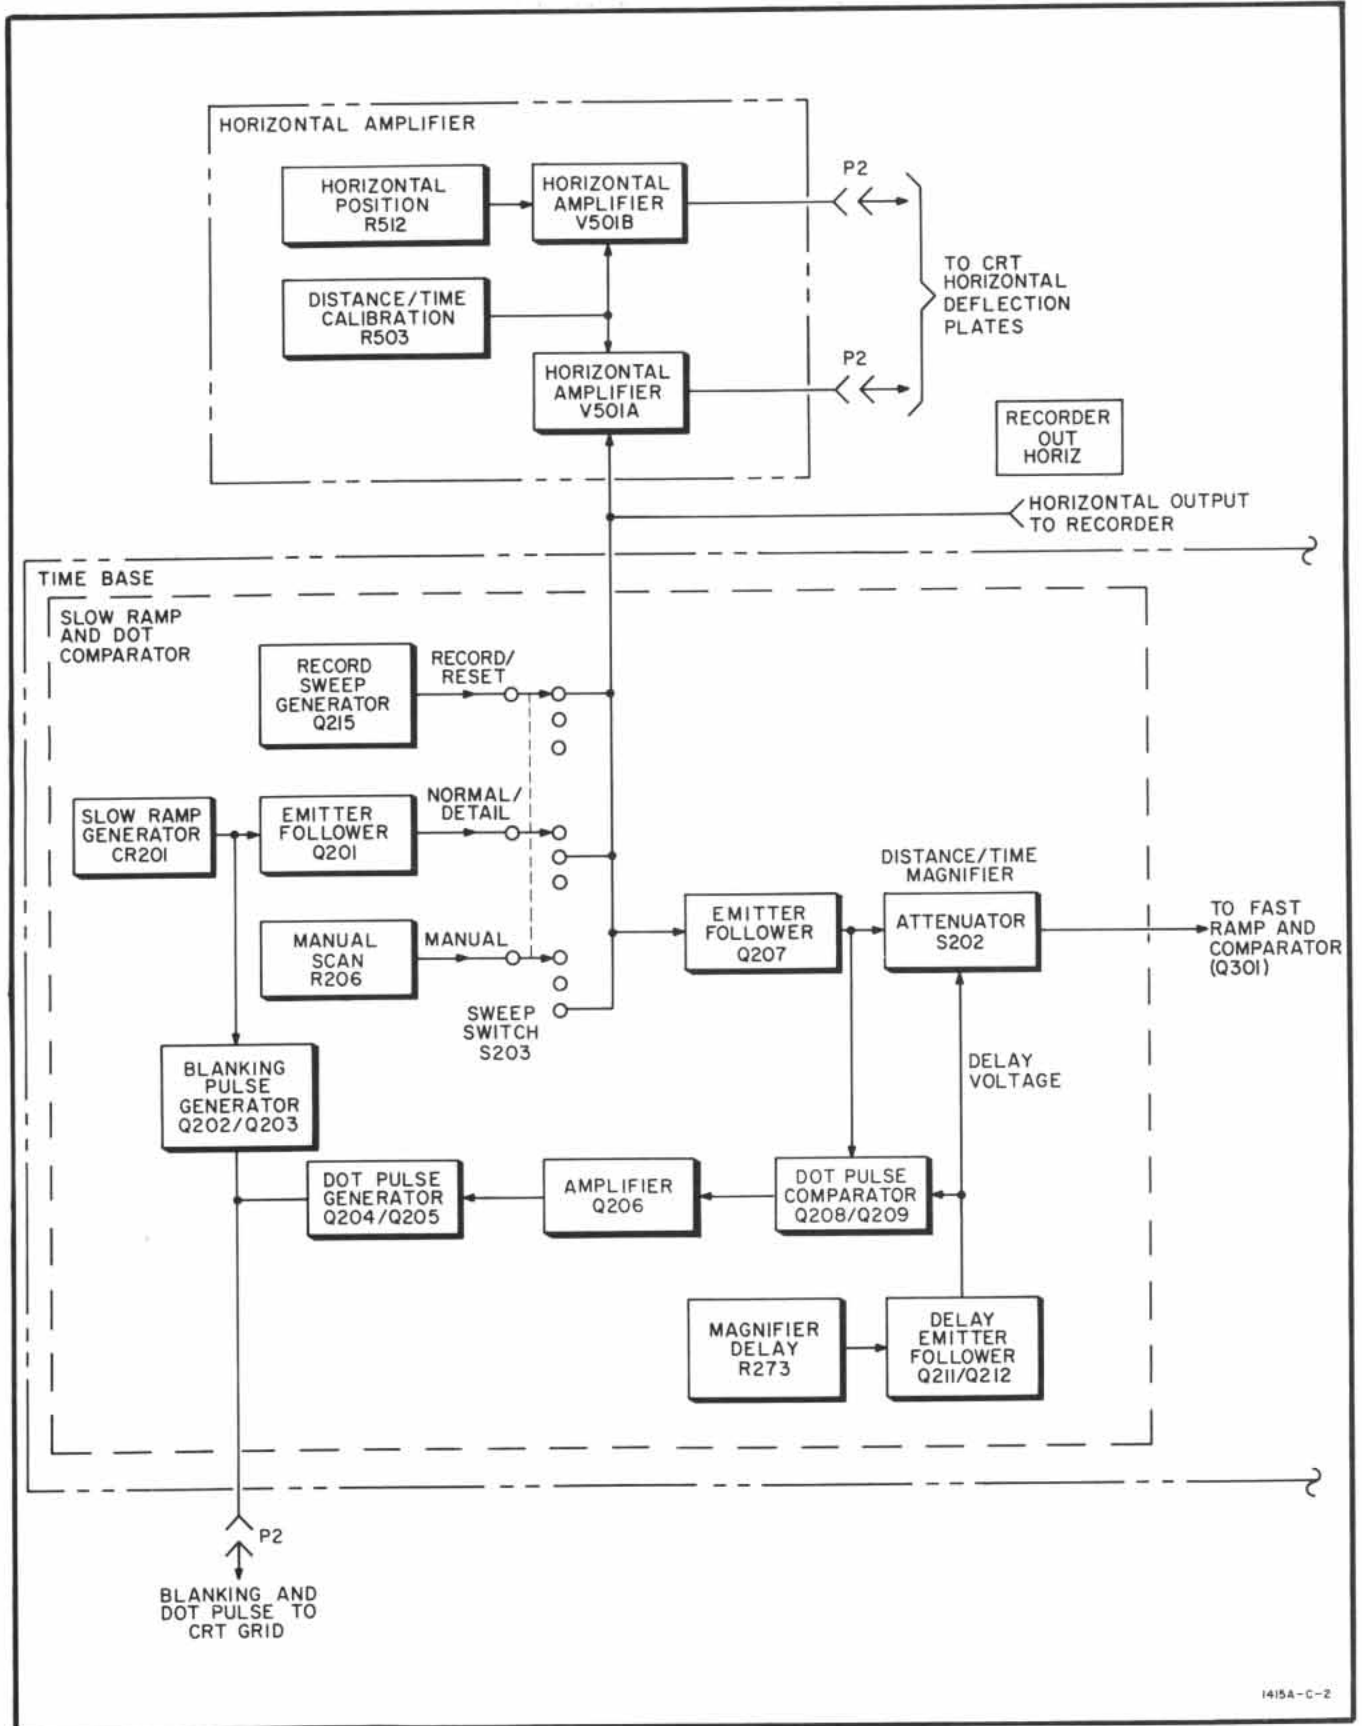 HORIZONTAL AMPLIFIER
HORIZONTAL
POSITION
R512
HORIZONTAL
AMPLIFIER
V501B
P2
DISTANCE/TIME
CALIBRATION
R503
TO CRT
HORIZONTAL
DEFLECTION
PLATES
HORIZONTAL
AMPLIFIER
V501A
P2
RECORDER
OUT
HORIZ
HORIZONTAL OUTPUT
TO RECORDER
TIME BASE
SLOW RAMP
AND DOT
COMPARATOR
RECORD
SWEEP
GENERATOR
Q215
RECORD/
RESET
SLOW RAMP
GENERATOR
CR201
EMITTER
FOLLOWER
Q201
NORMAL/
DETAIL
MANUAL
SCAN
R206
MANUAL
SWEEP
SWITCH
S203
EMITTER
FOLLOWER
Q207
DISTANCE/TIME
MAGNIFIER
ATTENUATOR
S202
TO FAST
RAMP AND
COMPARATOR
(Q301)
BLANKING
PULSE
GENERATOR
Q202/Q203
DELAY
VOLTAGE
DOT PULSE
GENERATOR
Q204/Q205
AMPLIFIER
Q206
DOT PULSE
COMPARATOR
Q208/Q209
MAGNIFIER
DELAY
R273
DELAY
EMITTER
FOLLOWER
Q211/Q212
P2
BLANKING AND
DOT PULSE TO
CRT GRID
1415A-C-2